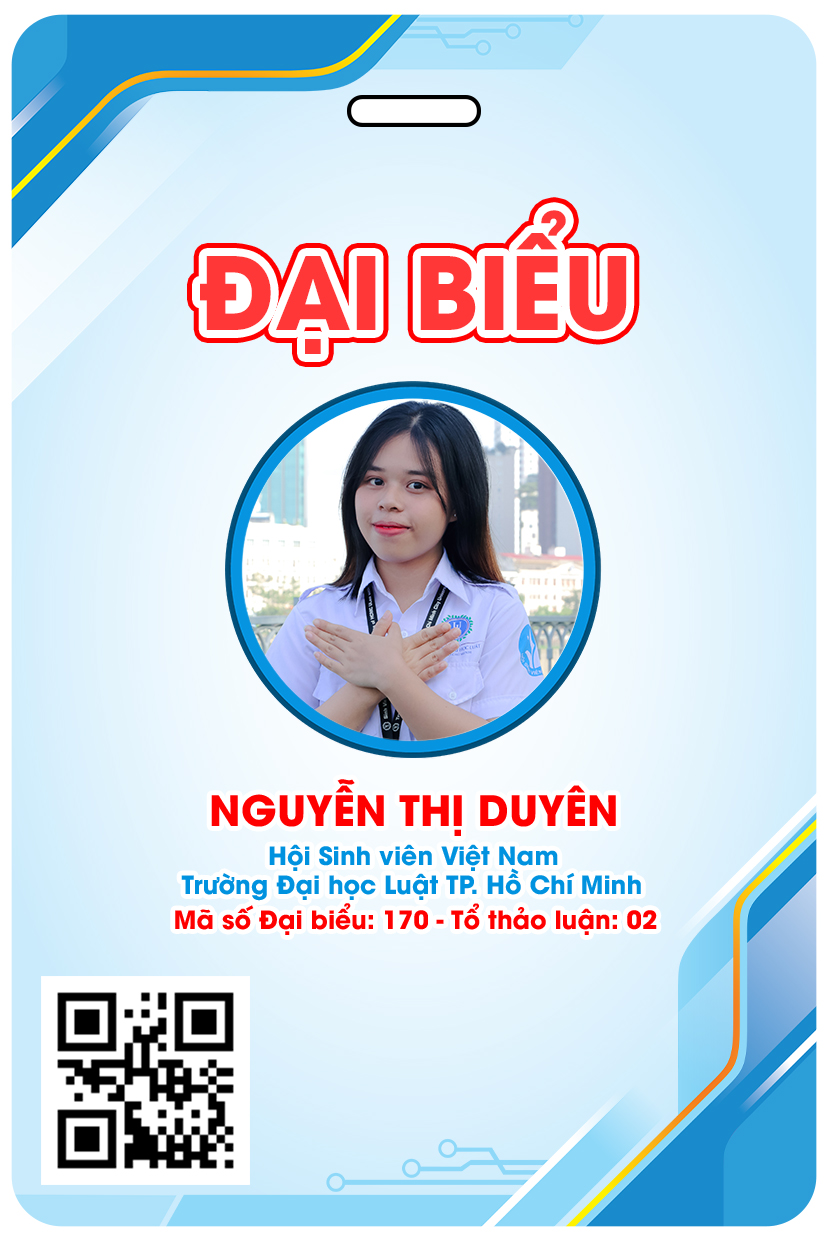 ĐẠI BIỂU
NGUYỄN THỊ DUYÊN
Hội Sinh viên Việt Nam
Trường Đại học Luật TP. Hồ Chí Minh
Mã số Đại biểu: 170 - Tổ thảo luận: 02